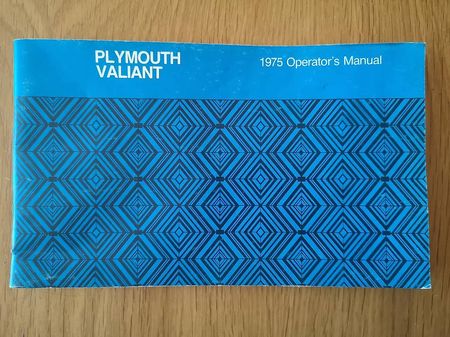 PLYMOUTH
VALIANT
1975 Operator's Manual